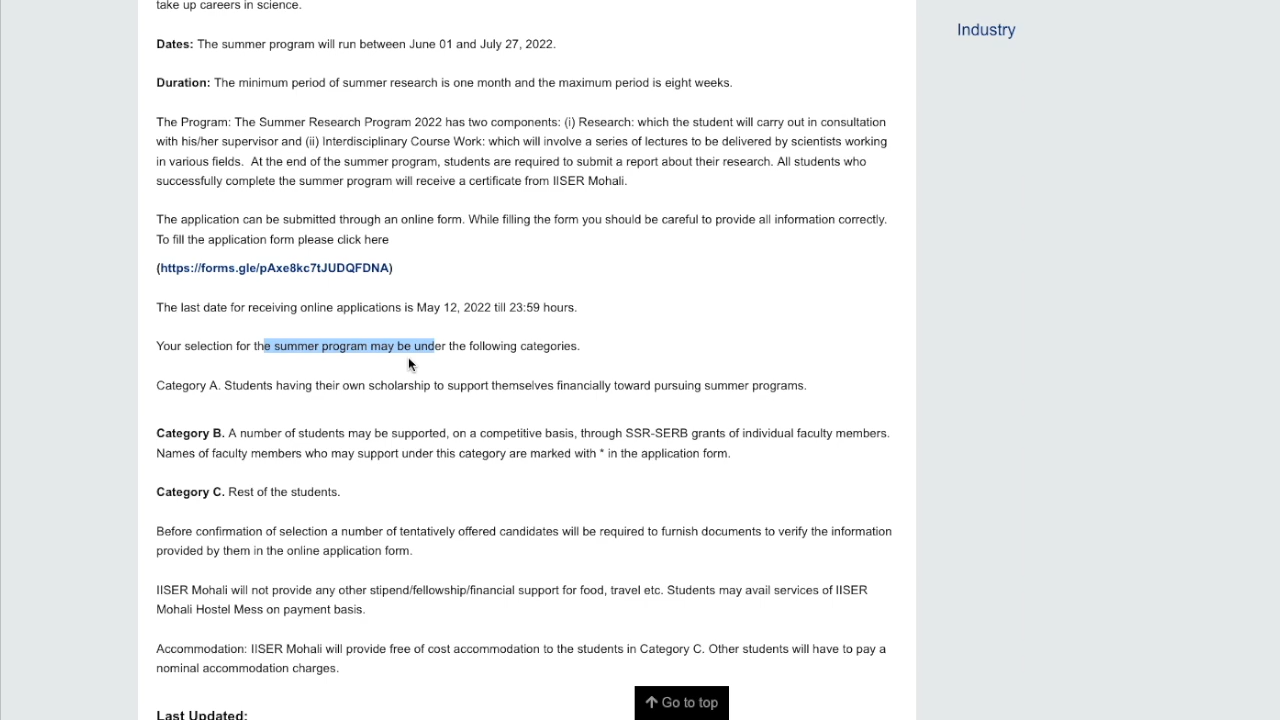 take up careers in science.
Industry
Dates: The summer program will run between June 01 and July 27, 2022.
Duration: The minimum period of summer research is one month and the maximum period is eight weeks.
The Program: The Summer Research Program 2022 has two components: (i) Research: which the student will carry out in consultation
with his/her supervisor and (ii) Interdisciplinary Course Work: which will involve a series of lectures to be delivered by scientists working
in various fields.  At the end of the summer program, students are required to submit a report about their research. All students who
successfully complete the summer program will receive a certificate from IISER Mohali.
The application can be submitted through an online form. While filling the form you should be careful to provide all information correctly.
To fill the application form please click here
(https://forms.gle/pAxe8kc7tJUDQFDNA)
The last date for receiving online applications is May 12, 2022 till 23:59 hours.
Your selection for the summer program may be under the following categories.
Category A. Students having their own scholarship to support themselves financially toward pursuing summer programs.
Category B. A number of students may be supported, on a competitive basis, through SSR-SERB grants of individual faculty members.
Names of faculty members who may support under this category are marked with * in the application form.
Category C. Rest of the students.
Before confirmation of selection a number of tentatively offered candidates will be required to furnish documents to verify the information
provided by them in the online application form.
IISER Mohali will not provide any other stipend/fellowship/financial support for food, travel etc. Students may avail services of IISER
Mohali Hostel Mess on payment basis.
Accommodation: IISER Mohali will provide free of cost accommodation to the students in Category C. Other students will have to pay a
nominal accommodation charges.
Go to top
Last Updated: